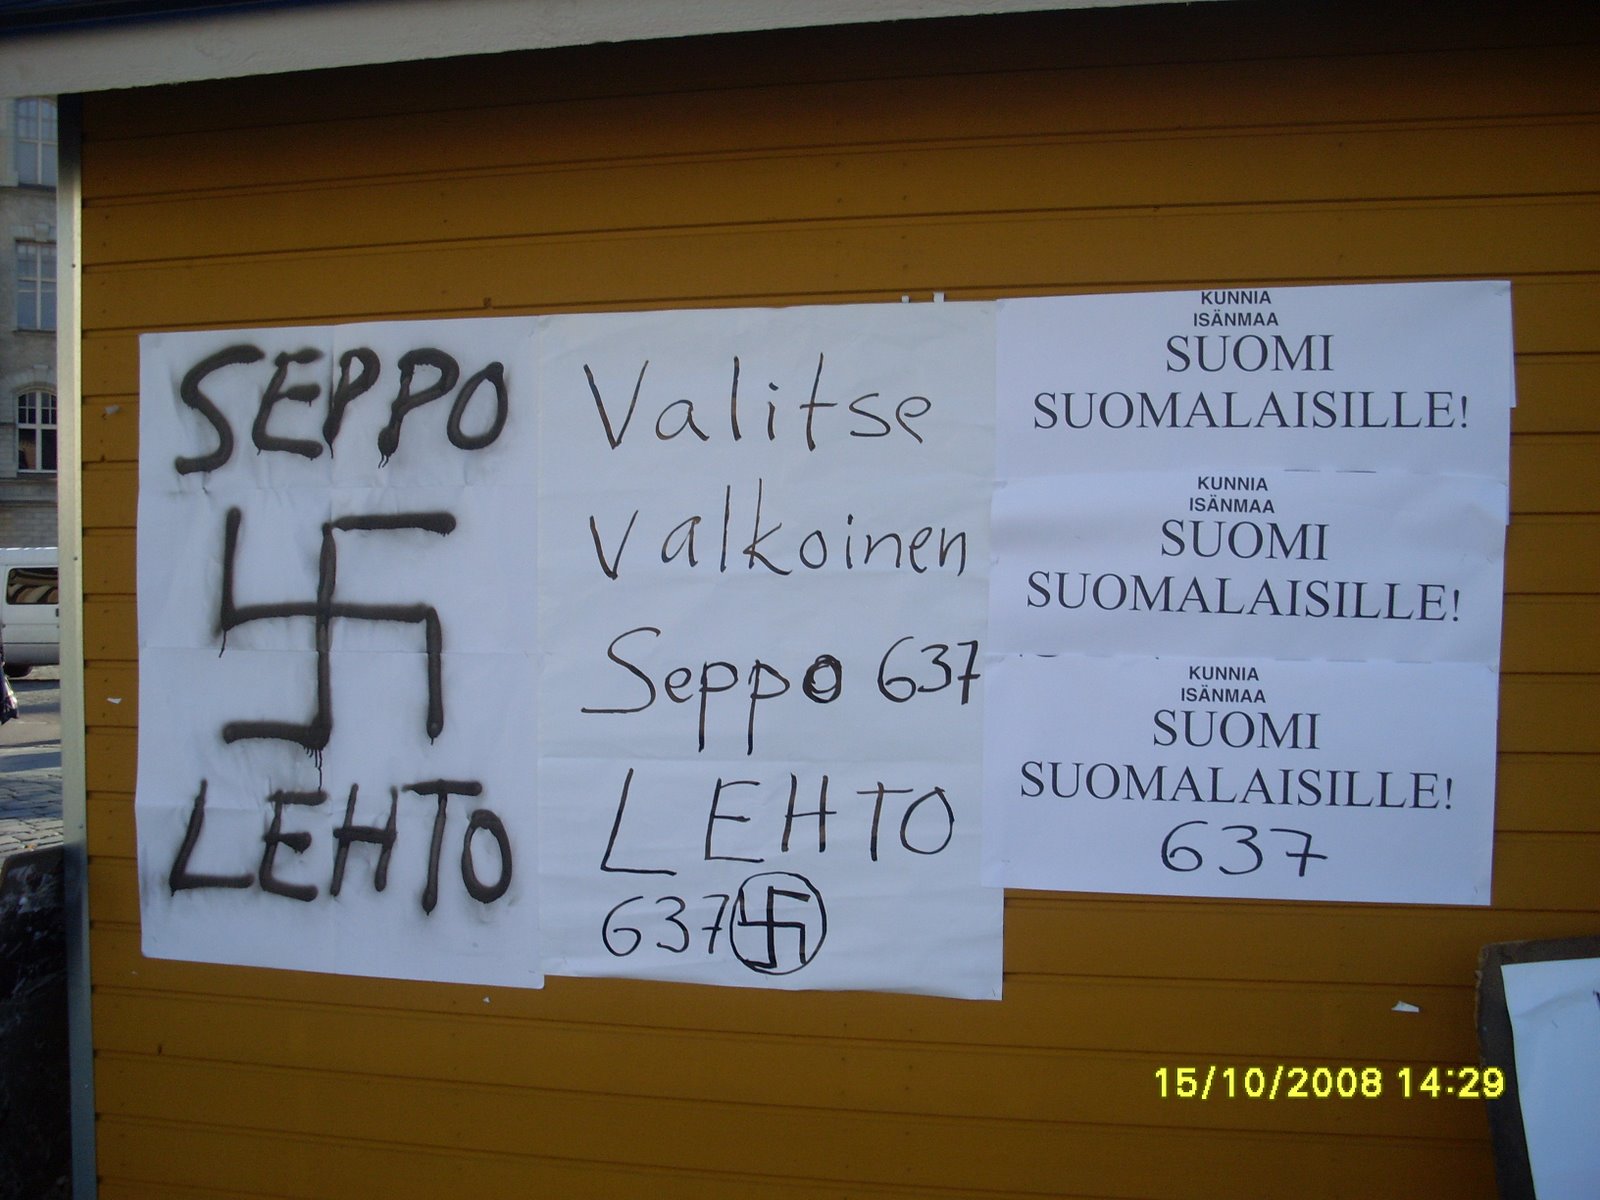 SEPPO
LEHTO
Valitse
valkoinen
Seppo 637
LEHTO
637
KUNNIA
ISÄNMAA
SUOMI
SUOMALAISILLE!
KUNNIA
ISÄNMAA
SUOMI
SUOMALAISILLE!
KUNNIA
ISÄNMAA
SUOMI
SUOMALAISILLE!
637
15/10/2008 14:29